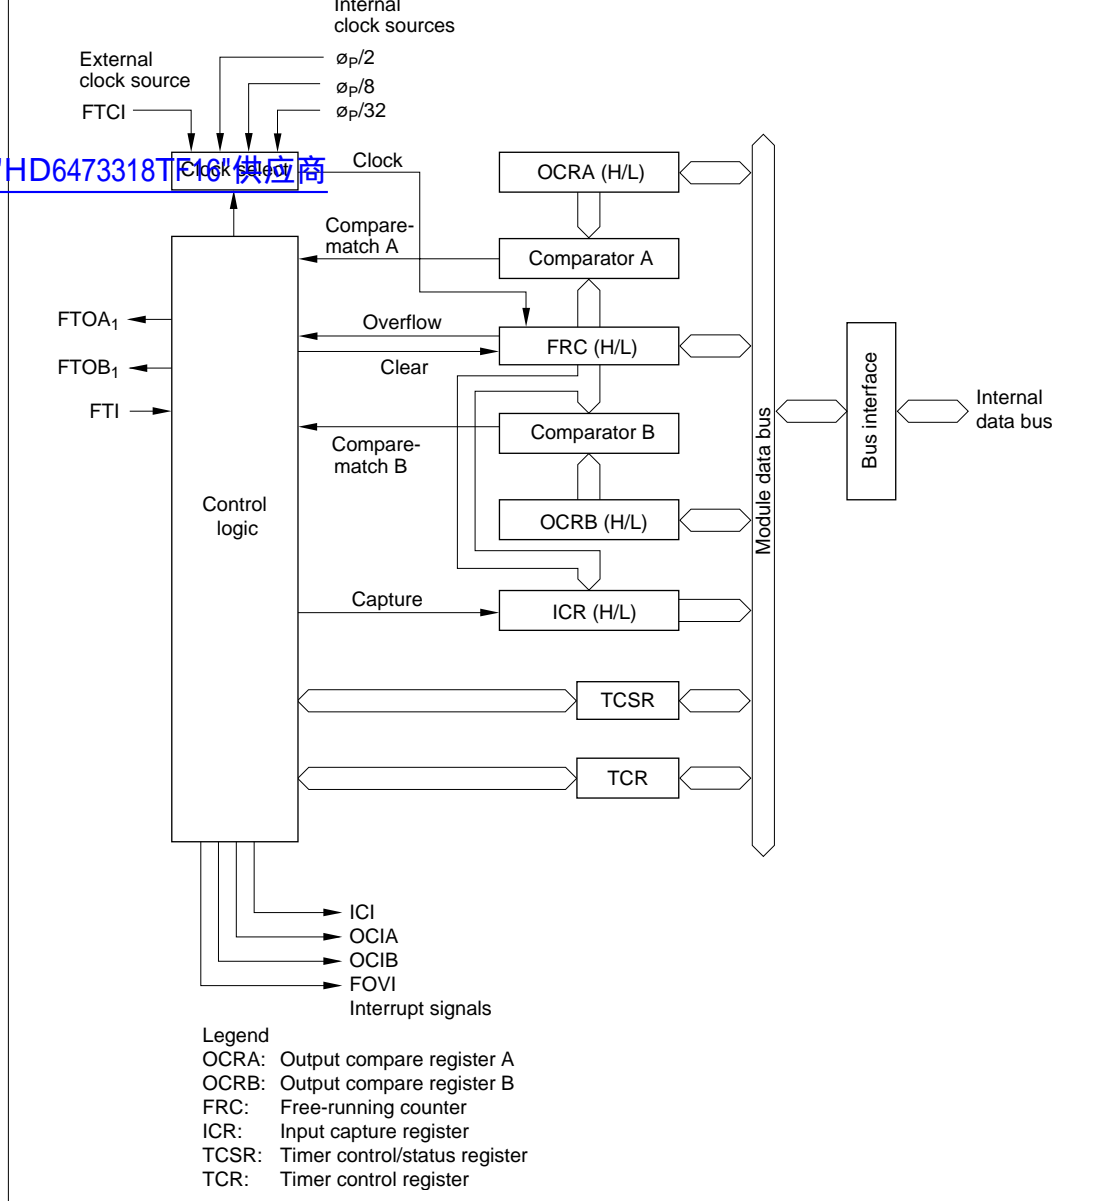 Internal
clock sources
External
clock source
øP/2
øP/8
FTCI
øP/32
"HD6473318TF16"供应商
Clock select
Clock
OCRA (H/L)
Compare-
match A
Comparator A
FTOA1
Overflow
FRC (H/L)
Clear
FTOB1
FTI
Compare-
match B
Comparator B
Control
logic
OCRB (H/L)
Module data bus
Bus interface
Internal
data bus
Capture
ICR (H/L)
TCSR
TCR
ICI
OCIA
OCIB
FOVI
Interrupt signals
Legend
OCRA: Output compare register A
OCRB: Output compare register B
FRC: Free-running counter
ICR: Input capture register
TCSR: Timer control/status register
TCR: Timer control register